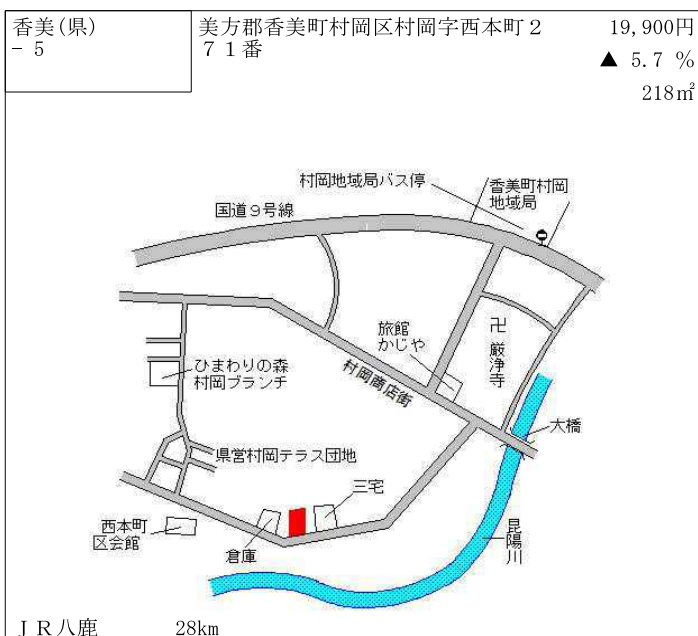 香美(県)
－ 5
美方郡香美町村岡区村岡字西本町２
７１番
19,900円
▲ 5.7 %
218㎡
村岡地域局バス停
香美町村岡
地域局
国道９号線
旅館
かじや
卍 厳浄寺
ひまわりの森
村岡ブランチ
村岡商店街
大橋
県営村岡テラス団地
三宅
西本町
区会館
倉庫
昆陽川
ＪＲ八鹿 28km